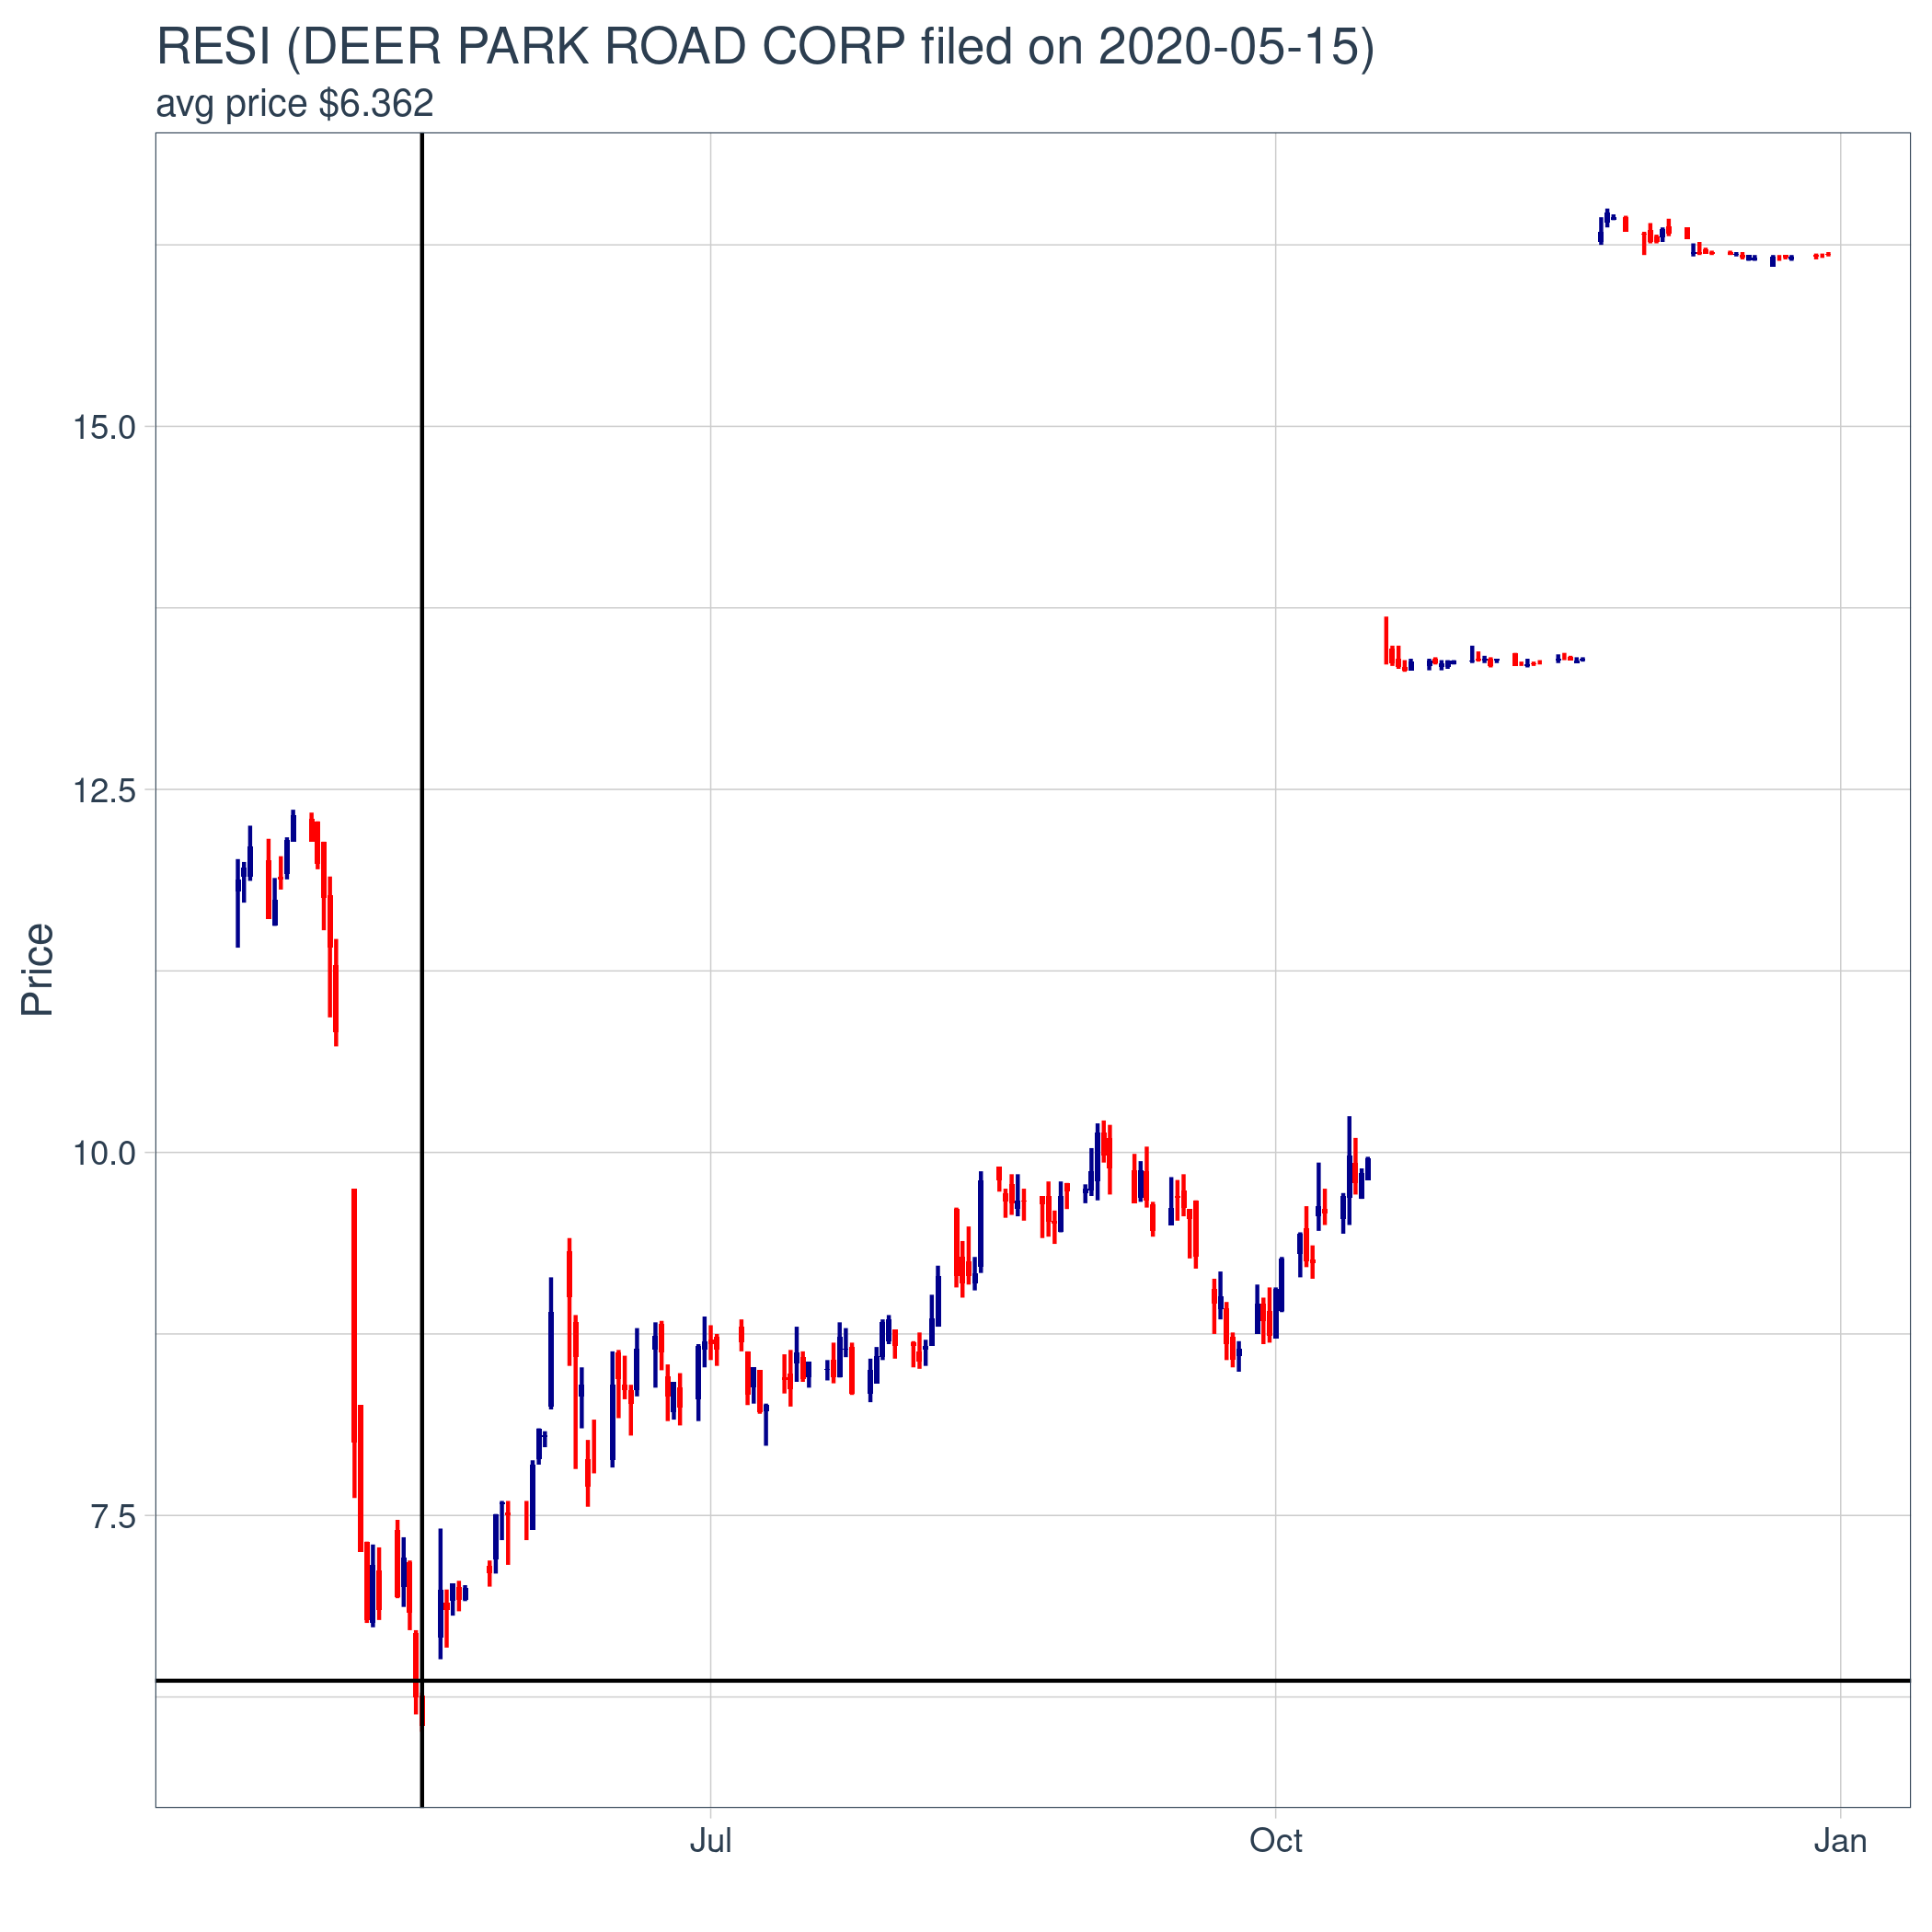 RESI (DEER PARK ROAD CORP filed on 2020-05-15)
avg price $6.362
15.0
12.5
10.0
7.5
Price
Jul
Oct
Jan